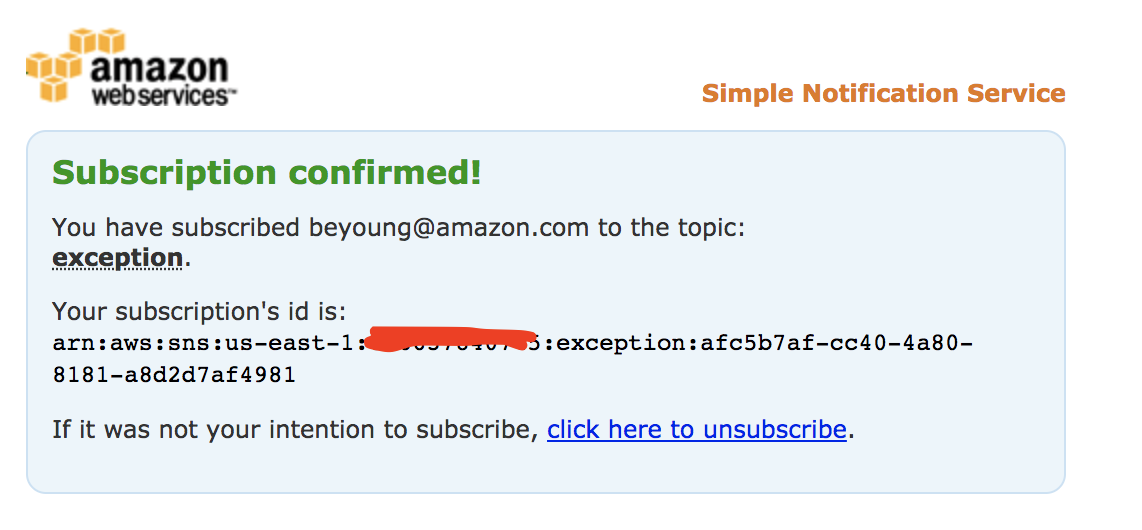 amazon
webservices™
Simple Notification Service
Subscription confirmed!
You have subscribed beyoung@amazon.com to the topic:
exception.
Your subscription's id is:
arn:aws:sns:us-east-1: :exception:afc5b7af-cc40-4a80-
8181-a8d2d7af4981
If it was not your intention to subscribe, click here to unsubscribe.